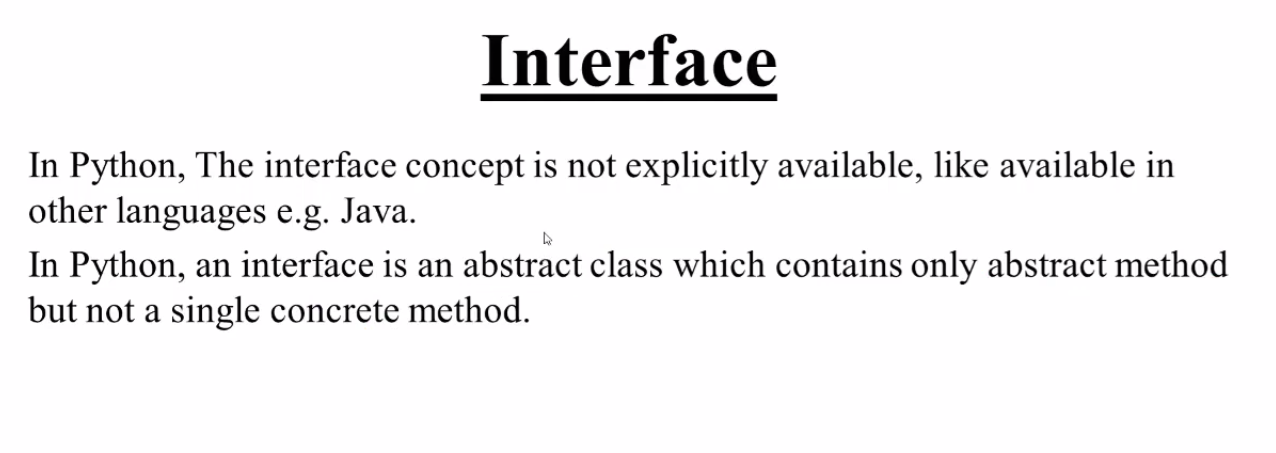 Interface
In Python, The interface concept is not explicitly available, like available in
other languages e.g. Java.
In Python, an interface is an abstract class which contains only abstract method
but not a single concrete method.